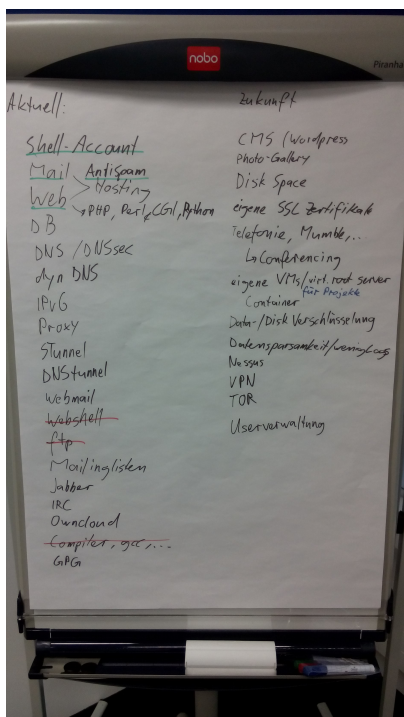 nobo
Piranha
Aktuell:
Shell-Account
Mail Antispam
Hosting
Web
PHP, Perl, CGI, Python
DB
DNS / DNSsec
dyn DNS
IPv6
Proxy
STunnel
DNStunnel
Webmail
Webshell
ftp
Mailinglisten
Jabber
IRC
Owncloud
Compiler, gcc, ...
GPG
Zukunft
CMS / Wordpress
Photo-Gallery
Disk Space
eigene SSL Zertifikate
Telefonie, Mumble, ..
Conferencing
eigene VMs / virt. root server
für Projekte
Container
Data-/Disk Verschlüsselung
Datensparsamkeit / wenig Logs
Nessus
VPN
TOR
Userverwaltung